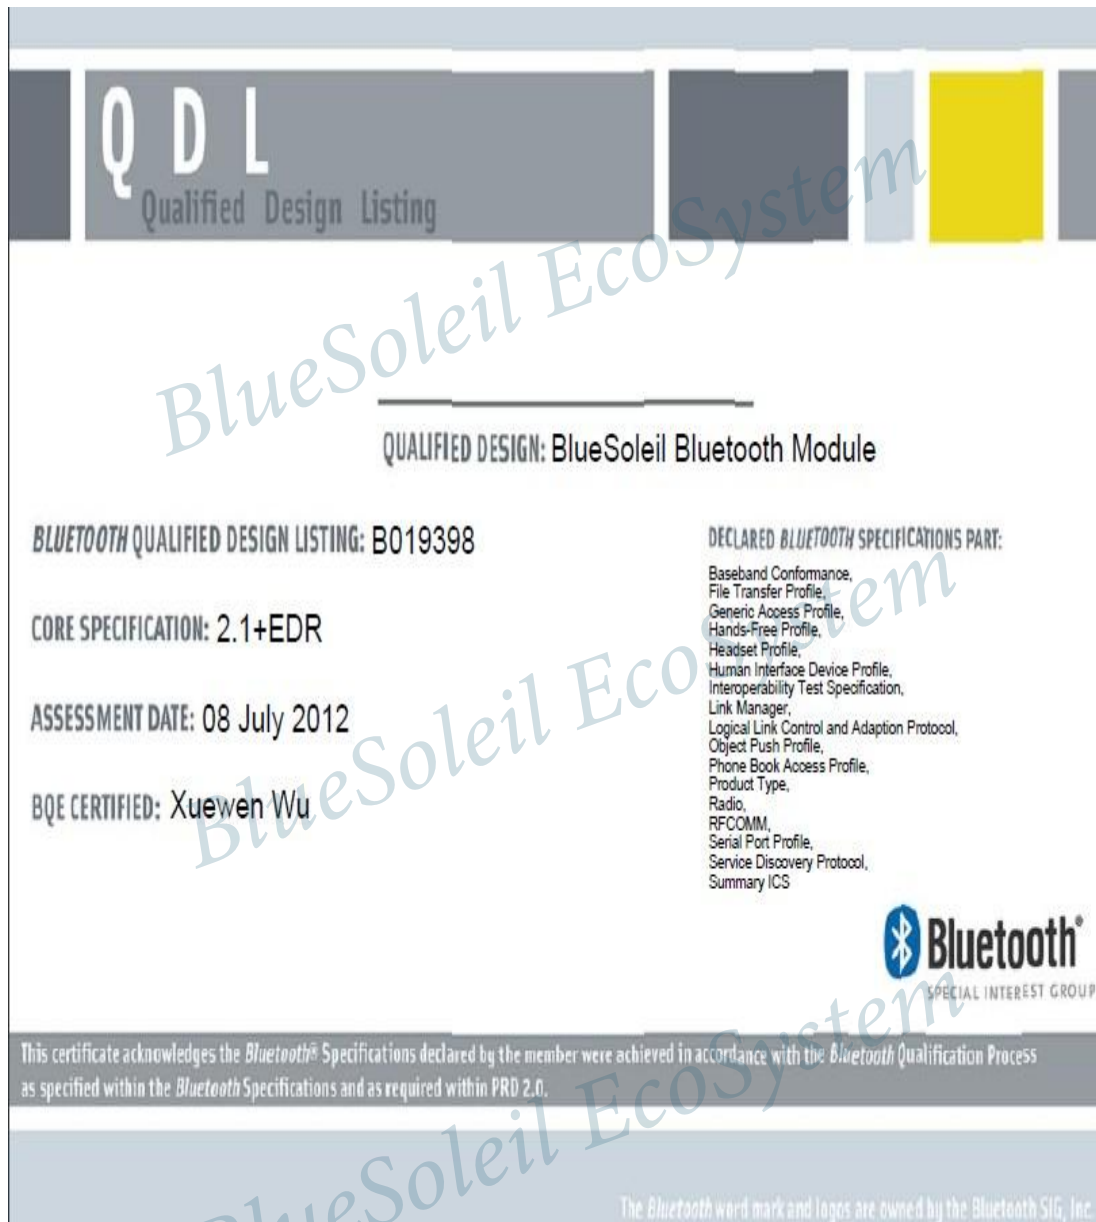 Q D L
Qualified Design Listing
BlueSoleil EcoSystem
QUALIFIED DESIGN: BlueSoleil Bluetooth Module
BLUETOOTH QUALIFIED DESIGN LISTING: B019398
CORE SPECIFICATION: 2.1+EDR
ASSESSMENT DATE: 08 July 2012
BQE CERTIFIED: Xuewen Wu
DECLARED BLUETOOTH SPECIFICATIONS PART:
Baseband Conformance,
File Transfer Profile,
Generic Access Profile,
Hands-Free Profile,
Headset Profile,
Human Interface Device Profile,
Interoperability Test Specification,
Link Manager,
Logical Link Control and Adaption Protocol,
Object Push Profile,
Phone Book Access Profile,
Product Type,
Radio,
RFCOMM,
Serial Port Profile,
Service Discovery Protocol,
Summary ICS
BlueSoleil EcoSystem
Bluetooth®
SPECIAL INTEREST GROUP
This certificate acknowledges the Bluetooth® Specifications declared by the member were achieved in accordance with the Bluetooth Qualification Process
as specified within the Bluetooth Specifications and as required within PRD 2.0.
BlueSoleil EcoSystem
The Bluetooth word mark and logos are owned by the Bluetooth SIG, Inc.